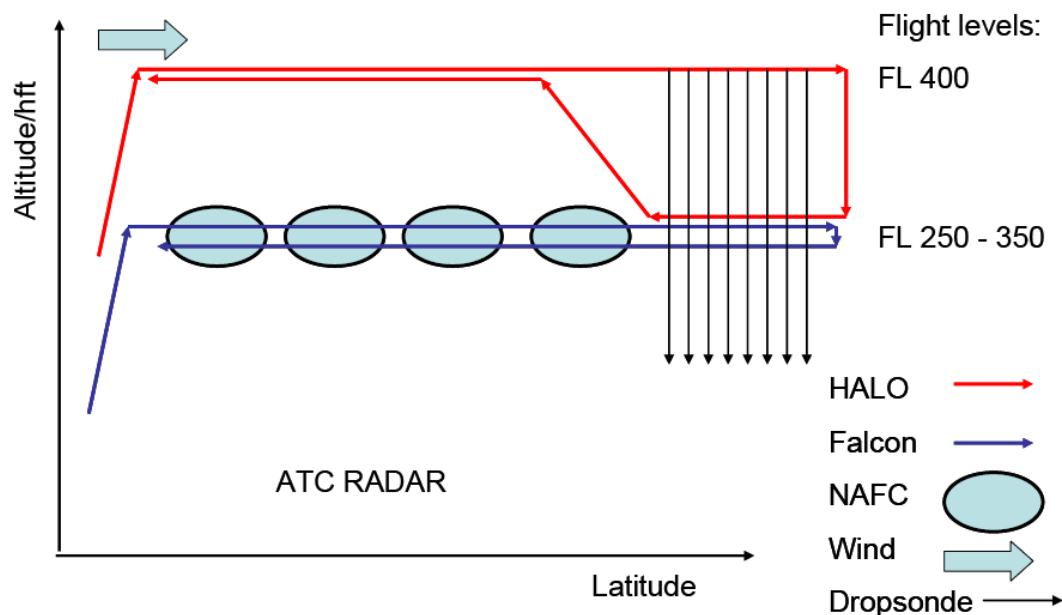 Flight levels:
FL 400
Altitude/hft
FL 250 - 350
HALO
Falcon
ATC RADAR
NAFC
Wind
Latitude
Dropsonde